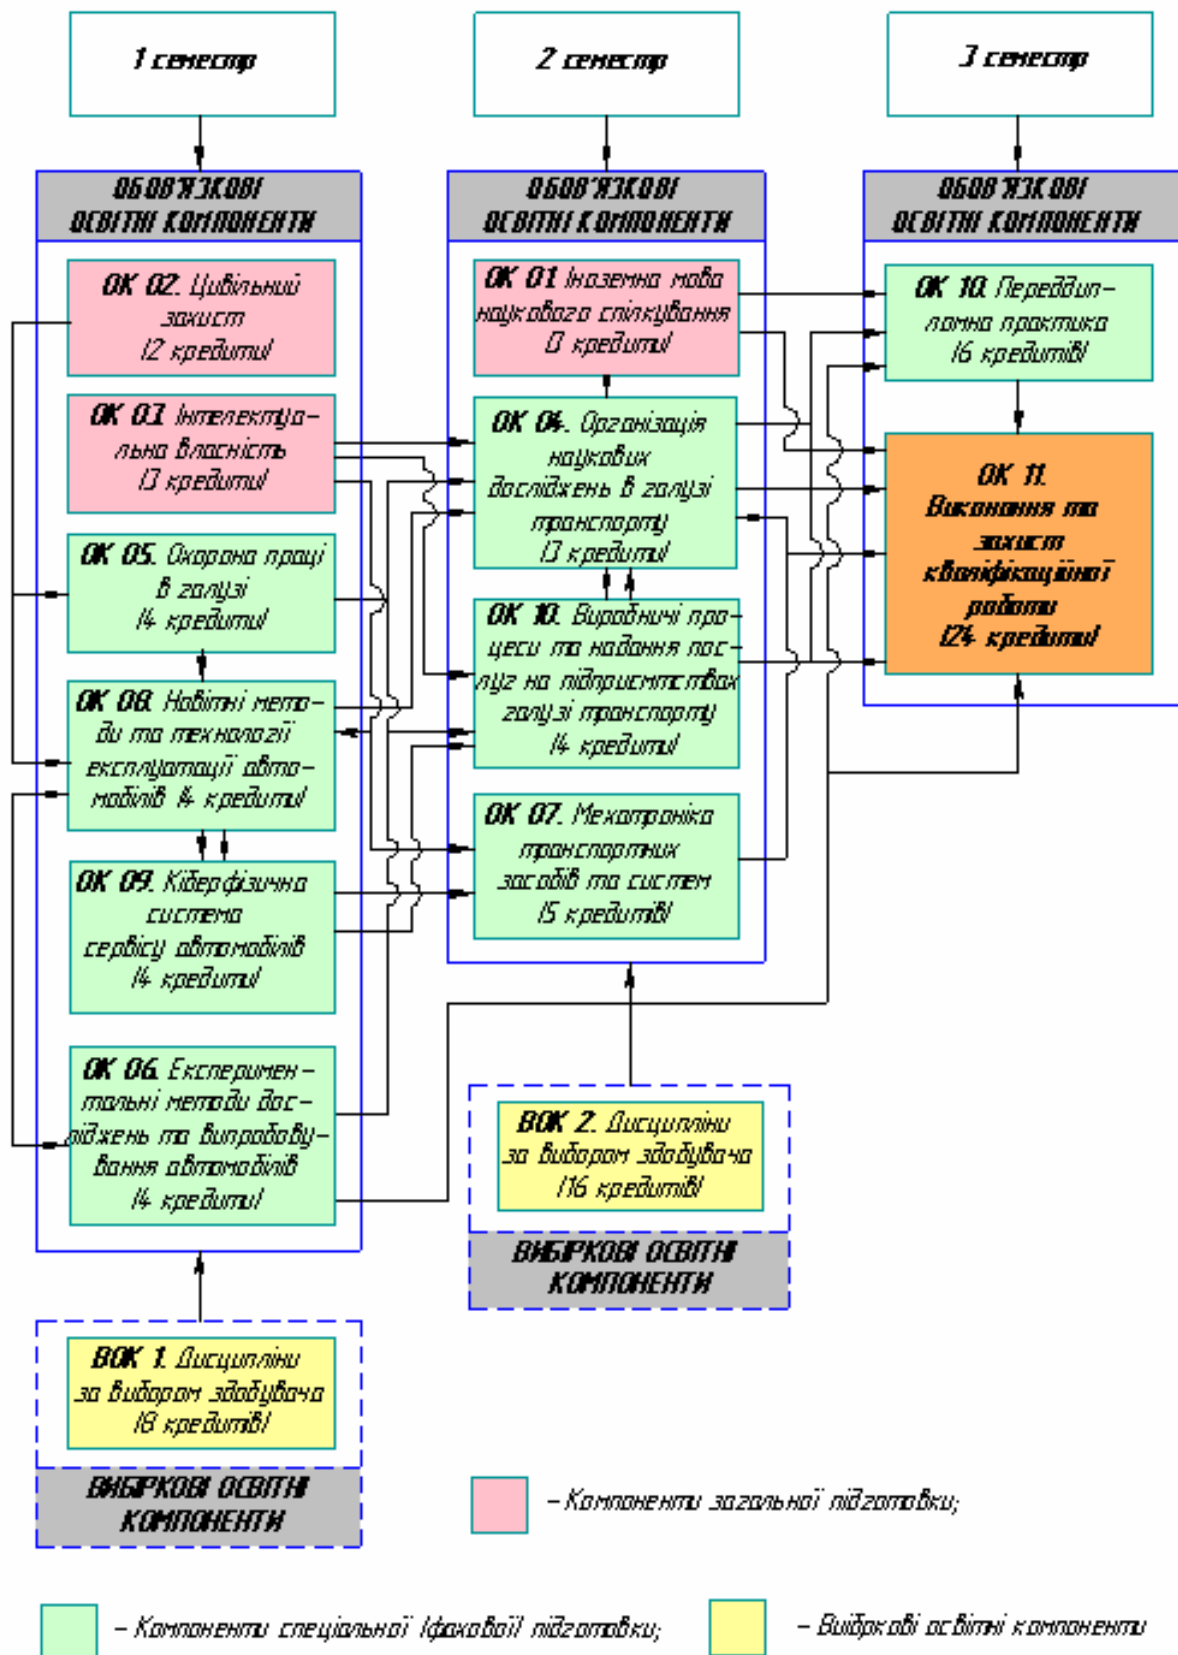 1 семестр
2 семестр
3 семестр
ОБОВ'ЯЗКОВІ
ОСВІТНІ КОМПОНЕНТИ
ОК 02. Цивільний
захист
(2 кредити)
ОК 03. Інтелектуа-
льна власність
(3 кредити)
ОК 05. Охорона праці
в галузі
(4 кредити)
ОК 08. Новітні мето-
ди та технології
експлуатації авто-
мобілів (4 кредити)
ОК 09. Кіберфізична
система
сервісу автомобілів
(4 кредити)
ОК 06. Експеримен-
тальні методи дос-
ліджень та випробову-
вання автомобілів
(4 кредити)
ВОК 1. Дисципліни
за вибором здобувача
(8 кредитів)
ВИБІРКОВІ ОСВІТНІ
КОМПОНЕНТИ
ОБОВ'ЯЗКОВІ
ОСВІТНІ КОМПОНЕНТИ
ОК 01. Іноземна мова
наукового спілкування
(3 кредити)
ОК 04. Організація
наукових
досліджень в галузі
транспорту
(3 кредити)
ОК 10. Виробничі про-
цеси та надання пос-
луг на підприємтствах
галузі транспорту
(4 кредити)
ОК 07. Мехатроніка
транспортних
засобів та систем
(5 кредитів)
ВОК 2. Дисципліни
за вибором здобувача
(16 кредитів)
ВИБІРКОВІ ОСВІТНІ
КОМПОНЕНТИ
ОБОВ'ЯЗКОВІ
ОСВІТНІ КОМПОНЕНТИ
ОК 10. Переддип-
ломна практика
(6 кредитів)
ОК 11.
Виконання та
захист
кваліфікаційної
роботи
(24 кредити)
– Компоненти загальної підготовки;
– Компоненти спеціальної (фахової) підготовки;
– Виібркові освітні компоненти